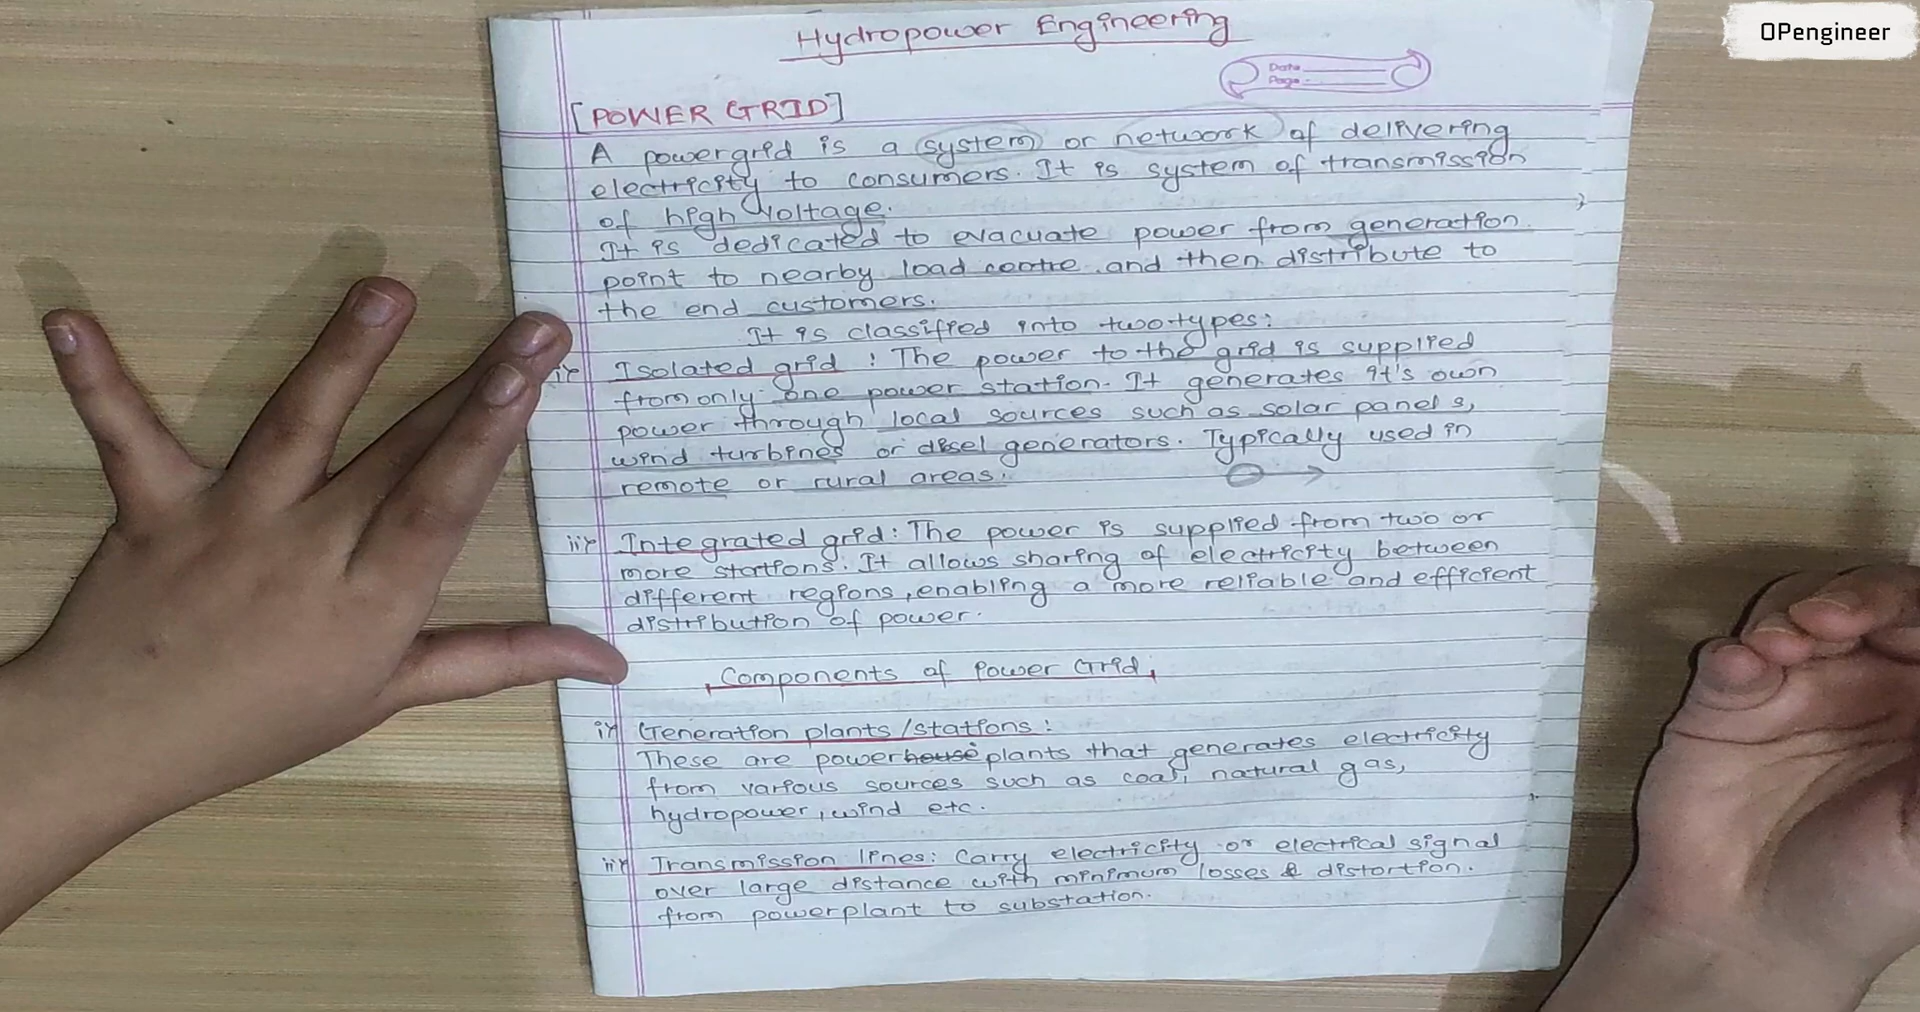 OPengineer
Hydropower Engineering
Date
Page
[POWER GRID]
A powergrid is a system or network of delivering
electricity to consumers. It is system of transmission
of high voltage.
It is dedicated to evacuate power from generation
point to nearby load centre and then distribute to
the end customers.
It is classified into two types:
i) Isolated grid : The power to the grid is supplied
from only one power station. It generates it's own
power through local sources such as solar panels,
wind turbines or disel generators. Typically used in
remote or rural areas.
ii) Integrated grid: The power is supplied from two or
more stations. It allows sharing of electricity between
different regions, enabling a more reliable and efficient
distribution of power.
Components of Power Grid
i) Generation plants/stations:
These are powerhouse plants that generates electricity
from various sources such as coal, natural gas,
hydropower, wind etc.
ii) Transmission lines: Carry electricity or electrical signal
over large distance with minimum losses & distortion.
from powerplant to substation.